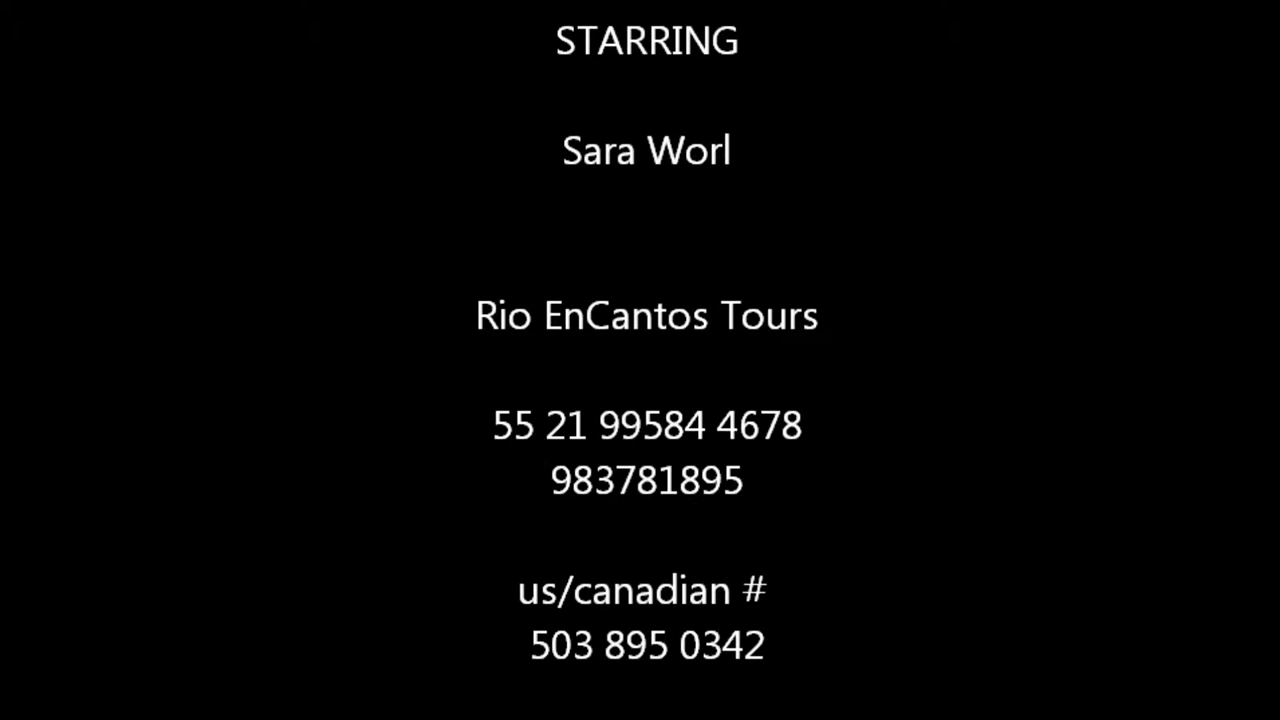 STARRING
Sara Worl
Rio EnCantos Tours
55 21 99584 4678
983781895
us/canadian #
503 895 0342